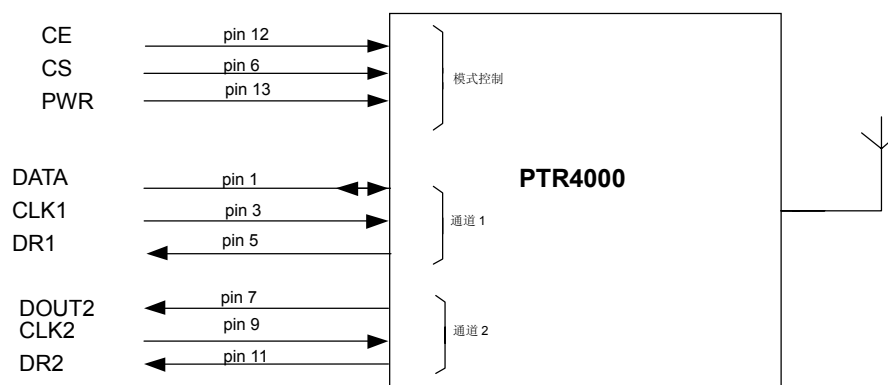 CE
pin 12
CS
pin 6
PWR
pin 13
模式控制
DATA
pin 1
PTR4000
CLK1
pin 3
通道 1
DR1
pin 5
DOUT2
pin 7
CLK2
pin 9
通道 2
DR2
pin 11